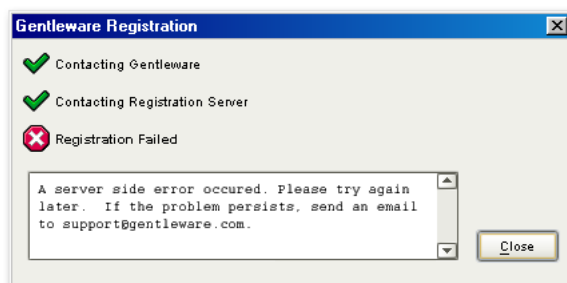 Gentleware Registration
Contacting Gentleware
Contacting Registration Server
Registration Failed
A server side error occured. Please try again
later.  If the problem persists, send an email
to support@gentleware.com.
Close